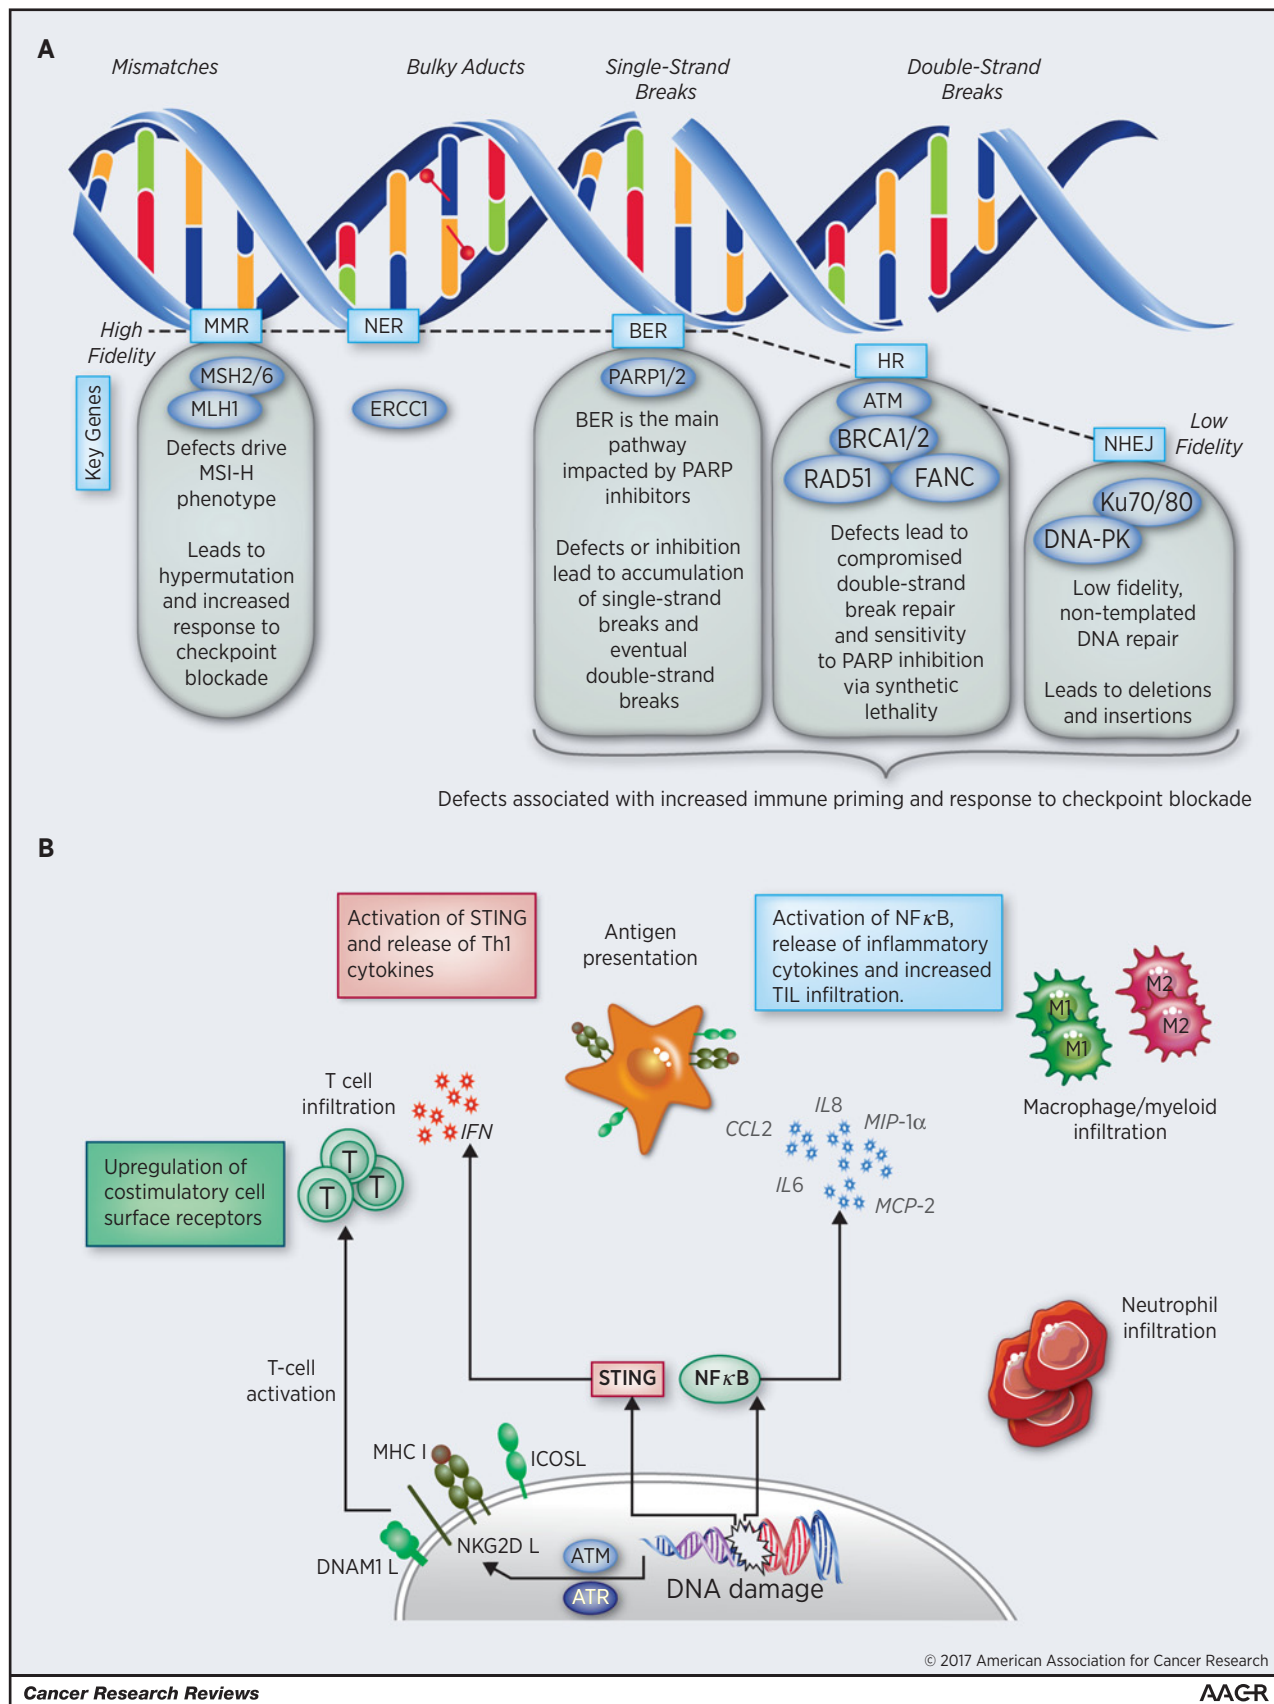 A
Mismatches
Bulky Aducts
Single-Strand
Breaks
Double-Strand
Breaks
High
Fidelity
MMR
NER
BER
HR
NHEJ
Low
Fidelity
Key Genes
MSH2/6
MLH1
Defects drive
MSI-H
phenotype
Leads to
hypermutation
and increased
response to
checkpoint
blockade
ERCC1
PARP1/2
BER is the main
pathway
impacted by PARP
inhibitors
Defects or inhibition
lead to accumulation
of single-strand
breaks and
eventual
double-strand
breaks
ATM
BRCA1/2
RAD51
FANC
Defects lead to
compromised
double-strand
break repair
and sensitivity
to PARP inhibition
via synthetic
lethality
Ku70/80
DNA-PK
Low fidelity,
non-templated
DNA repair
Leads to deletions
and insertions
Defects associated with increased immune priming and response to checkpoint blockade
B
Activation of STING
and release of Th1
cytokines
Antigen
presentation
Activation of NFκB,
release of inflammatory
cytokines and increased
TIL infiltration.
M1
M1
M2
M2
Macrophage/myeloid
infiltration
T cell
infiltration
IFN
T
T
T
Upregulation of
costimulatory cell
surface receptors
CCL2
IL8
MIP-1α
IL6
MCP-2
Neutrophil
infiltration
T-cell
activation
STING
NFκB
MHC I
ICOSL
NKG2D L
DNAM1 L
ATM
ATR
DNA damage
© 2017 American Association for Cancer Research
Cancer Research Reviews
AACR